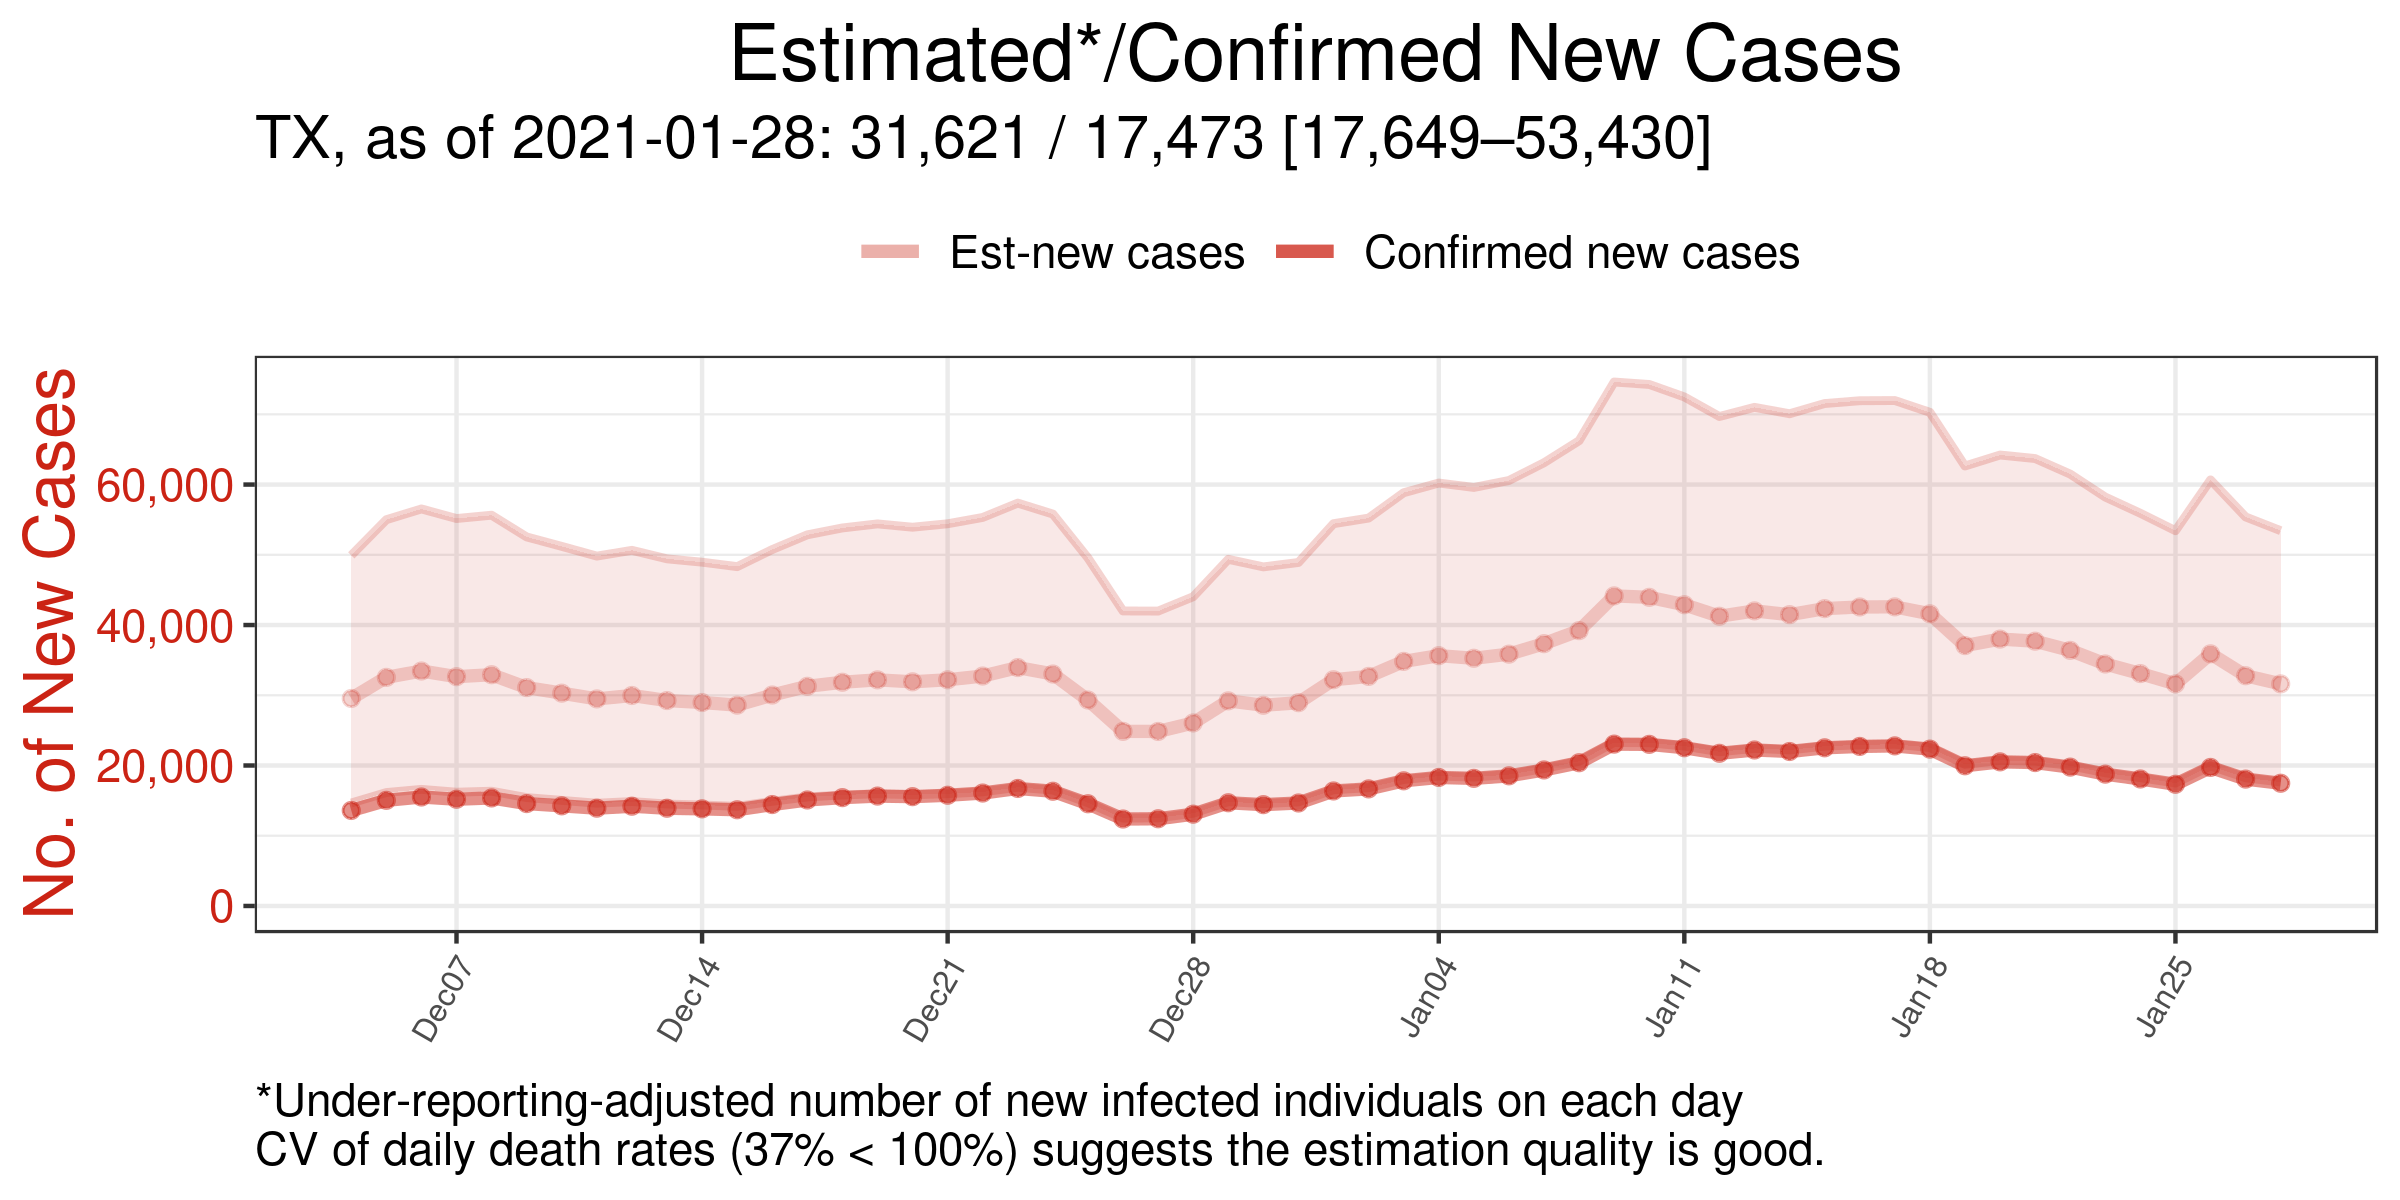 Estimated*/Confirmed New Cases
TX, as of 2021-01-28: 31,621 / 17,473 [17,649–53,430]
Est-new cases
Confirmed new cases
No. of New Cases
60,000
40,000
20,000
0
Dec07
Dec14
Dec21
Dec28
Jan04
Jan11
Jan18
Jan25
*Under-reporting-adjusted number of new infected individuals on each day
CV of daily death rates (37% < 100%) suggests the estimation quality is good.